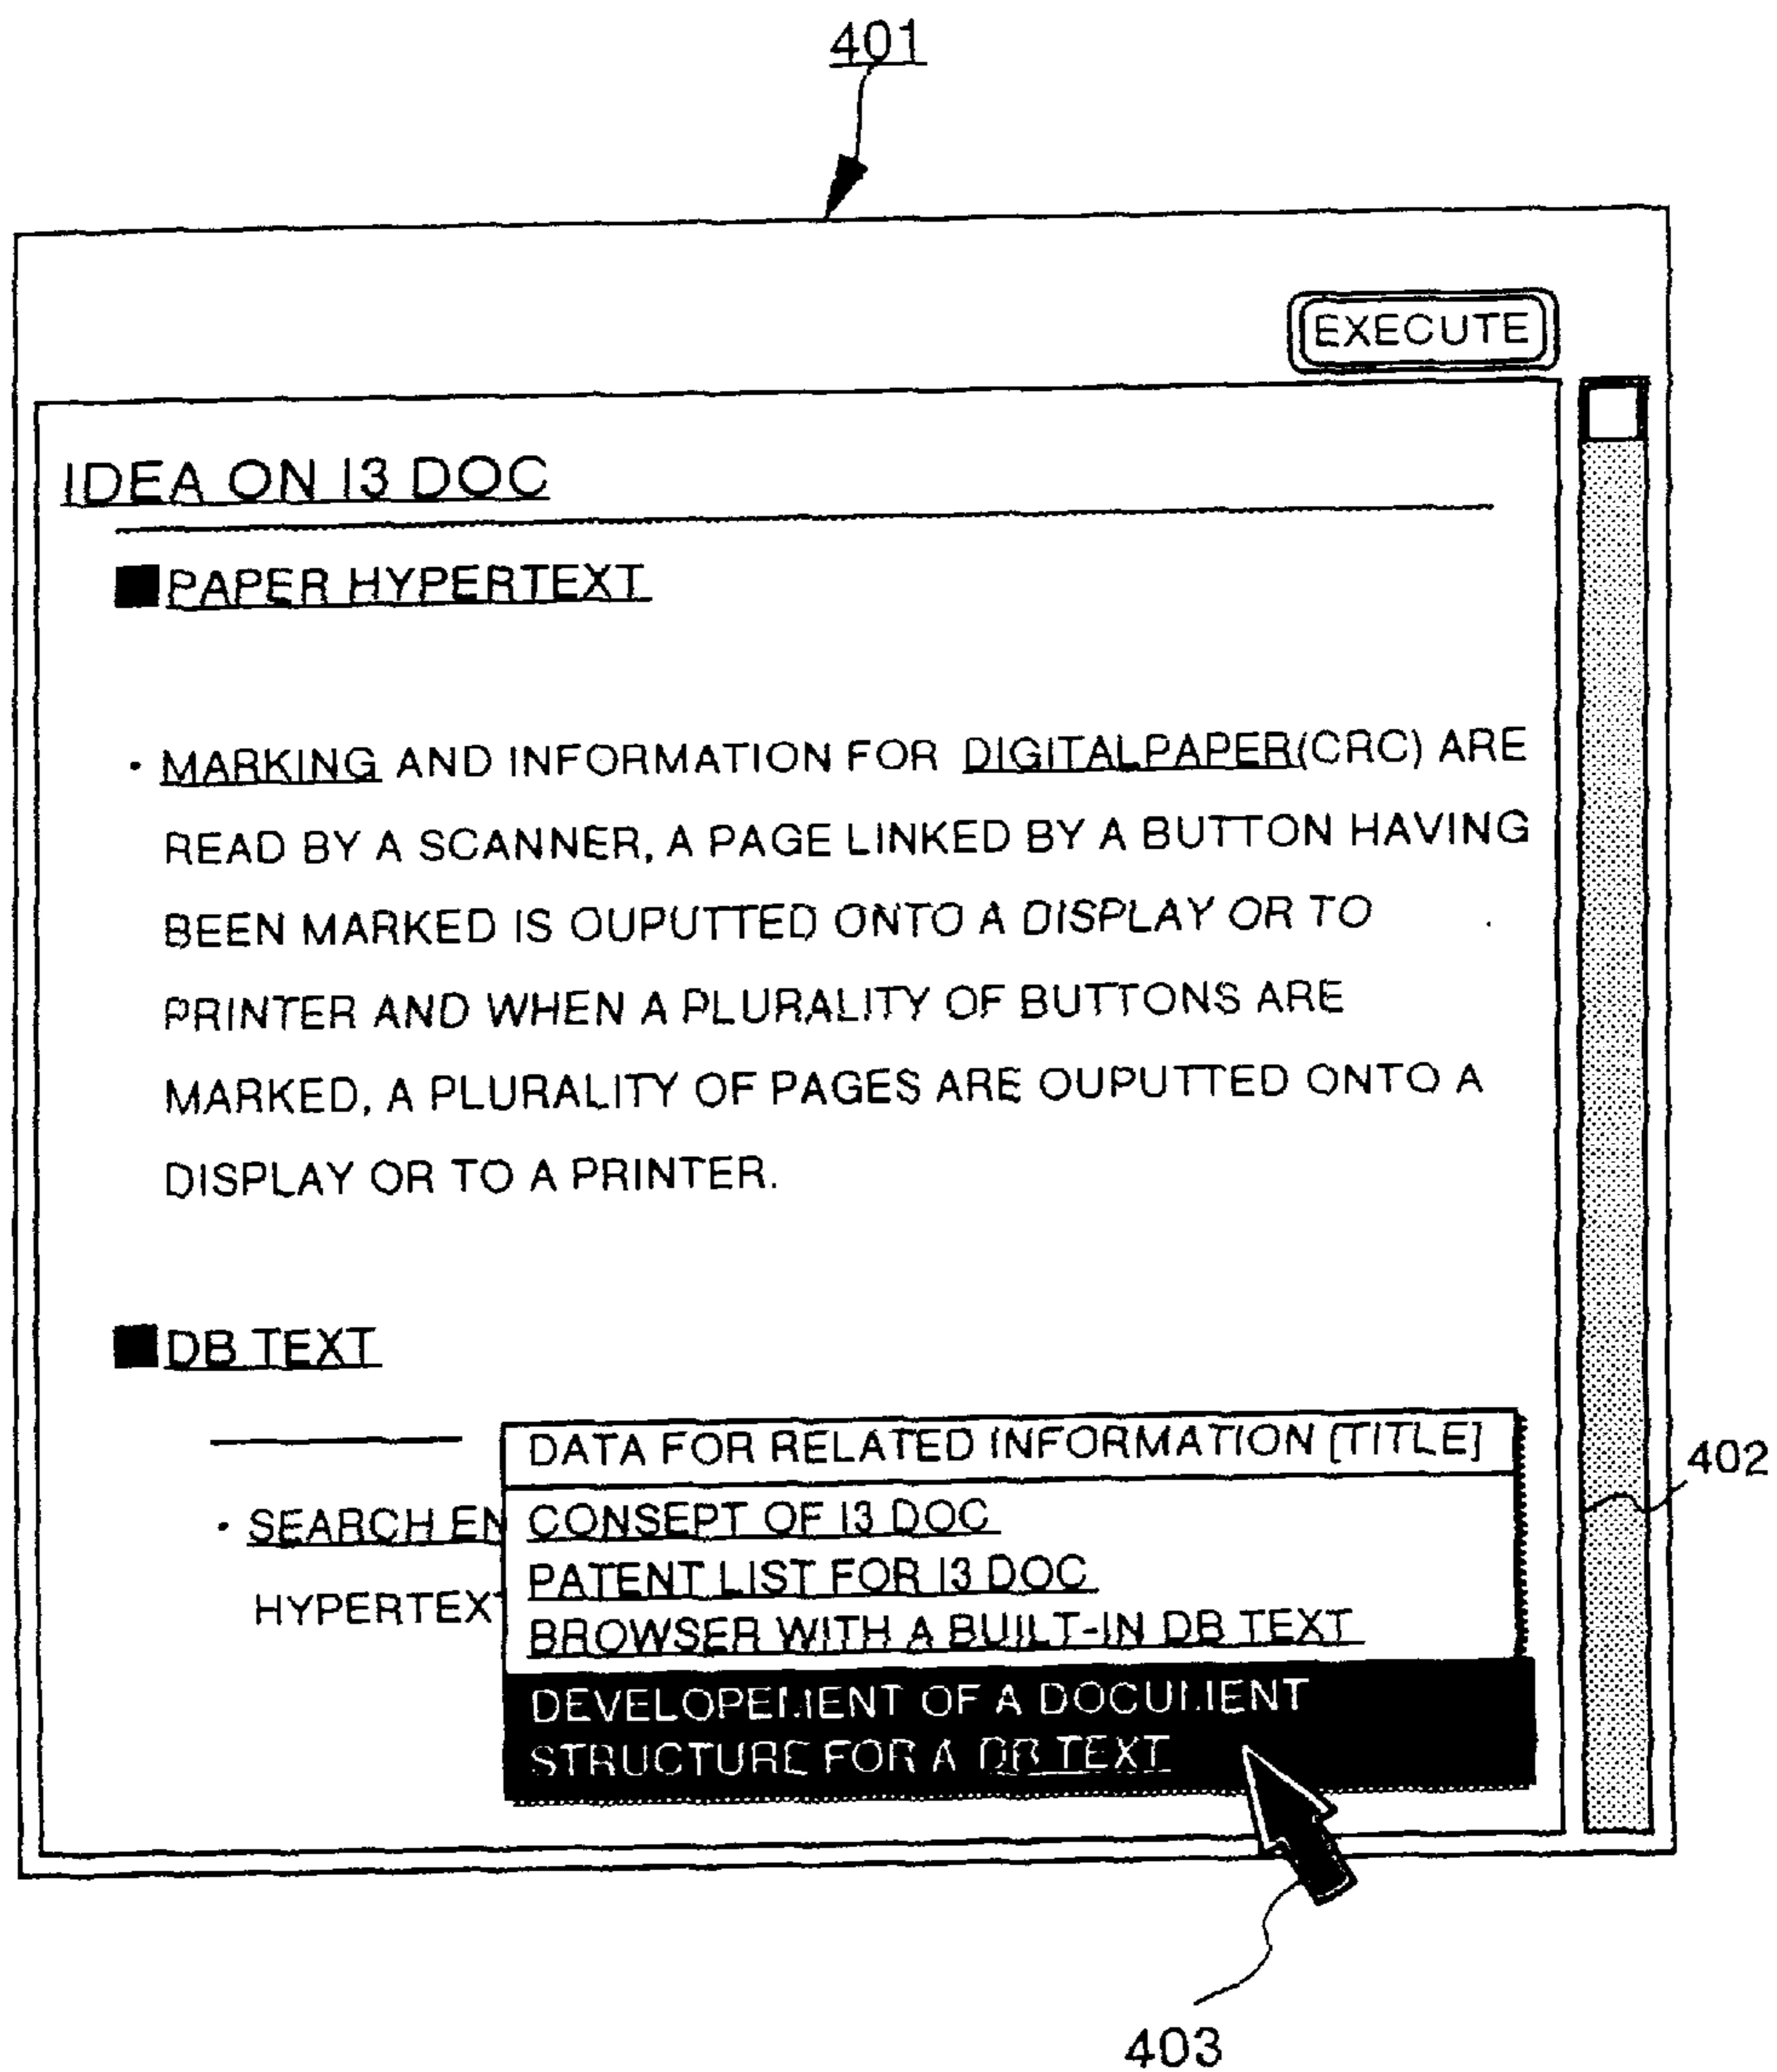 401
EXECUTE
IDEA ON I3 DOC
PAPER HYPERTEXT
· MARKING AND INFORMATION FOR DIGITALPAPER(CRC) ARE
READ BY A SCANNER, A PAGE LINKED BY A BUTTON HAVING
BEEN MARKED IS OUPUTTED ONTO A DISPLAY OR TO
PRINTER AND WHEN A PLURALITY OF BUTTONS ARE
MARKED, A PLURALITY OF PAGES ARE OUPUTTED ONTO A
DISPLAY OR TO A PRINTER.
DB TEXT
DATA FOR RELATED INFORMATION [TITLE]
402
· SEARCH EN
CONSEPT OF I3 DOC
PATENT LIST FOR I3 DOC
HYPERTEXT
BROWSER WITH A BUILT-IN DB TEXT
DEVELOPEMENT OF A DOCUMENT
STRUCTURE FOR A DB TEXT
403